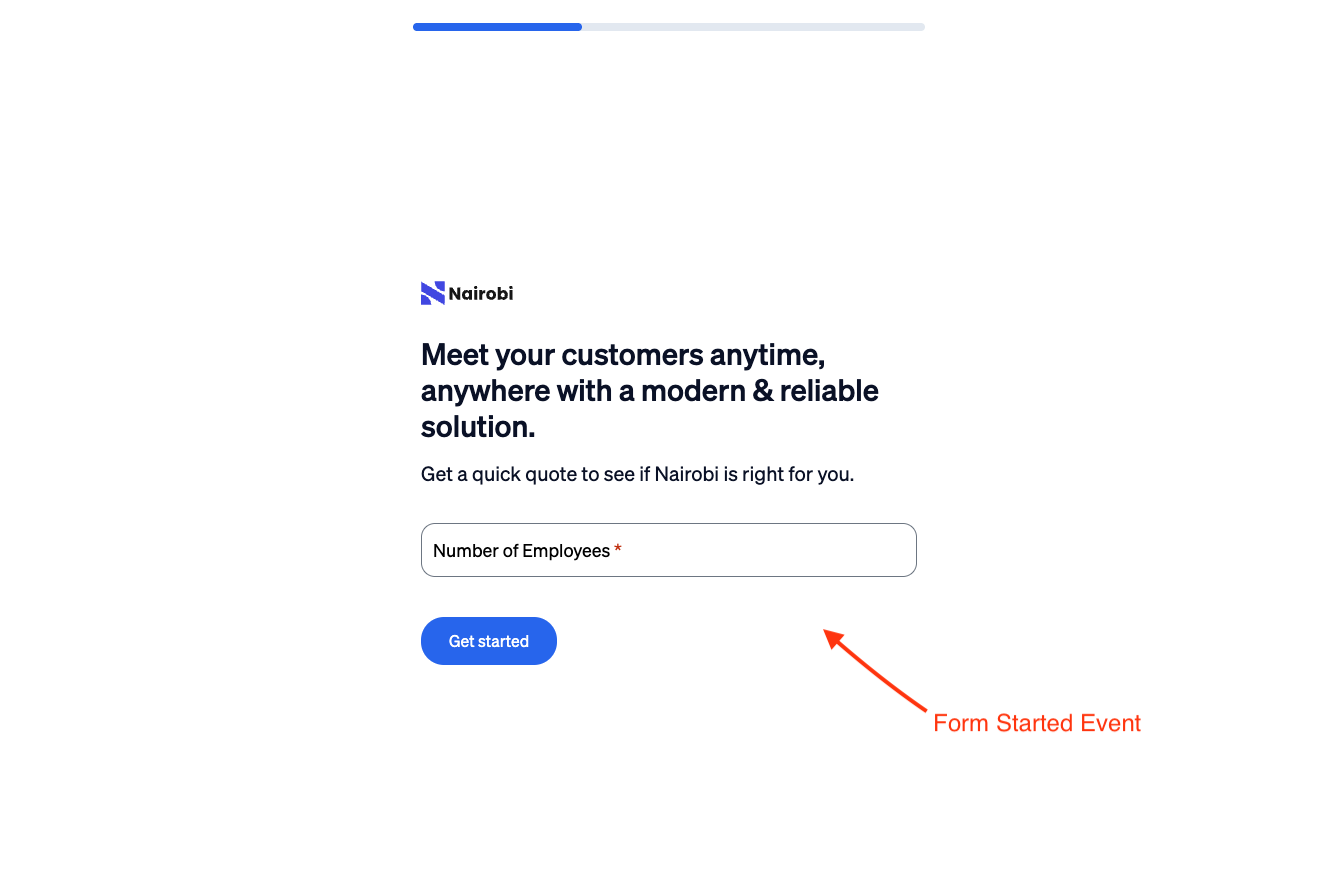 Nairobi
Meet your customers anytime,
anywhere with a modern & reliable
solution.
Get a quick quote to see if Nairobi is right for you.
Number of Employees *
Get started
Form Started Event